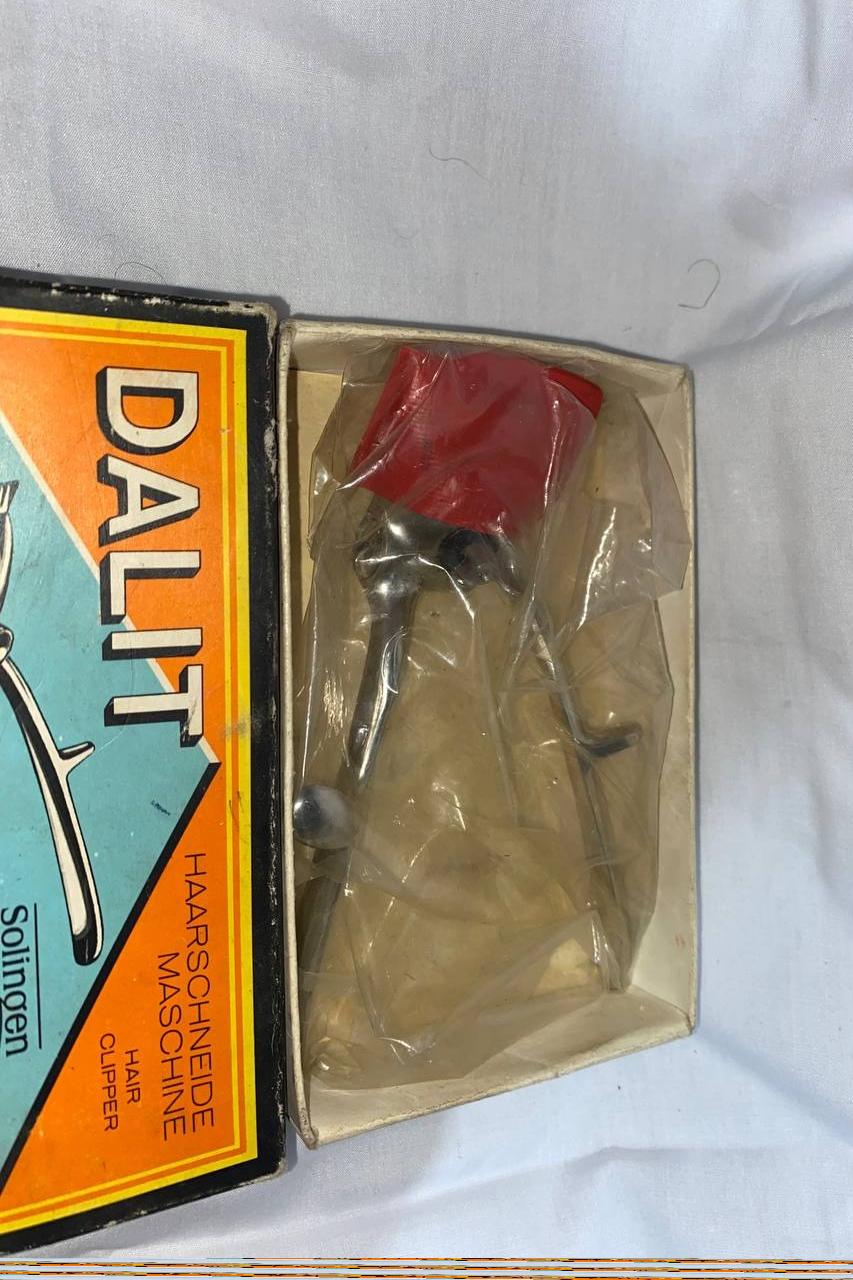 DALIT
HAARSCHNEIDE
MASCHINE
HAIR
CLIPPER
Solingen